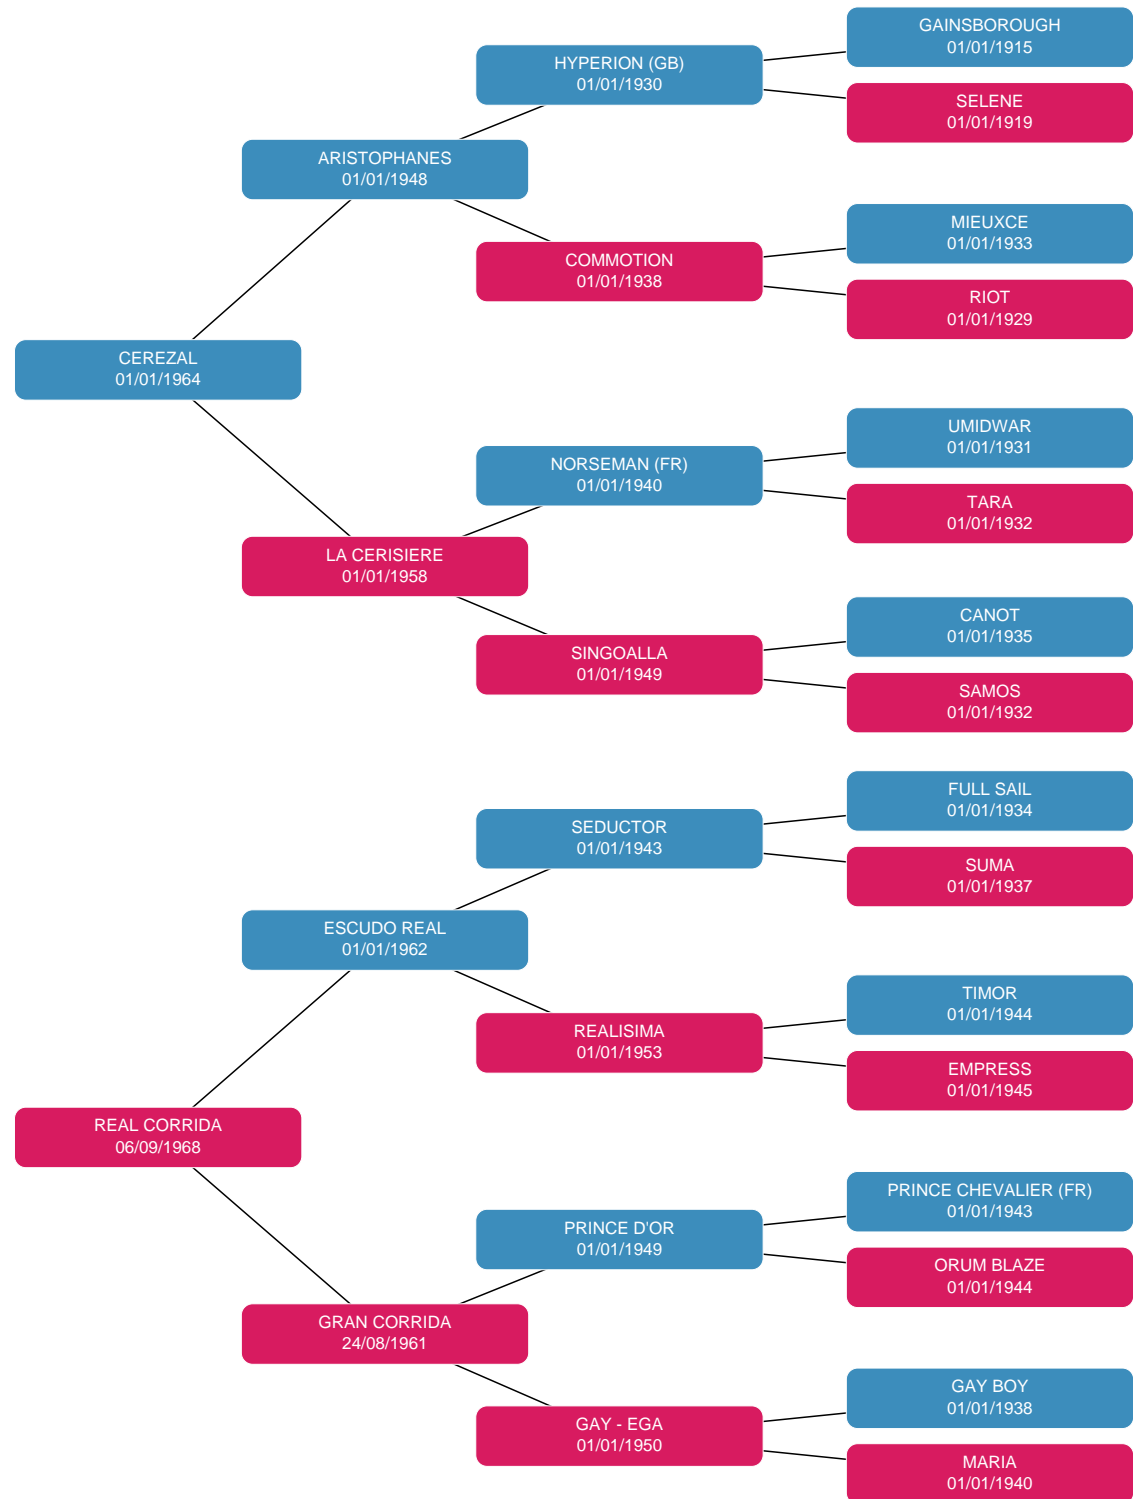 GAINSBOROUGH
01/01/1915
HYPERION (GB)
01/01/1930
SELENE
01/01/1919
ARISTOPHANES
01/01/1948
MIEUXCE
01/01/1933
COMMOTION
01/01/1938
RIOT
01/01/1929
CEREZAL
01/01/1964
UMIDWAR
01/01/1931
NORSEMAN (FR)
01/01/1940
TARA
01/01/1932
LA CERISIERE
01/01/1958
CANOT
01/01/1935
SINGOALLA
01/01/1949
SAMOS
01/01/1932
FULL SAIL
01/01/1934
SEDUCTOR
01/01/1943
SUMA
01/01/1937
ESCUDO REAL
01/01/1962
TIMOR
01/01/1944
REALISIMA
01/01/1953
EMPRESS
01/01/1945
REAL CORRIDA
06/09/1968
PRINCE CHEVALIER (FR)
01/01/1943
PRINCE D'OR
01/01/1949
ORUM BLAZE
01/01/1944
GRAN CORRIDA
24/08/1961
GAY BOY
01/01/1938
GAY - EGA
01/01/1950
MARIA
01/01/1940